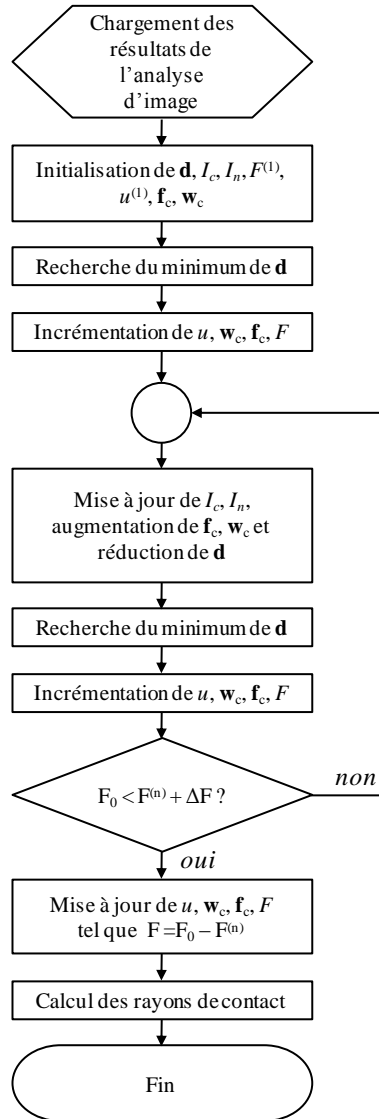 Chargement des
résultats de
l'analyse
d'image
Initialisation de d, I_c, I_n, F^(1),
u^(1), f_c, w_c
Recherche du minimum de d
Incrémentation de u, w_c, f_c, F
Mise à jour de I_c, I_n,
augmentation de f_c, w_c et
réduction de d
Recherche du minimum de d
Incrémentation de u, w_c, f_c, F
F_0 < F^(n) + ΔF ?
non
oui
Mise à jour de u, w_c, f_c, F
tel que F = F_0 – F^(n)
Calcul des rayons de contact
Fin